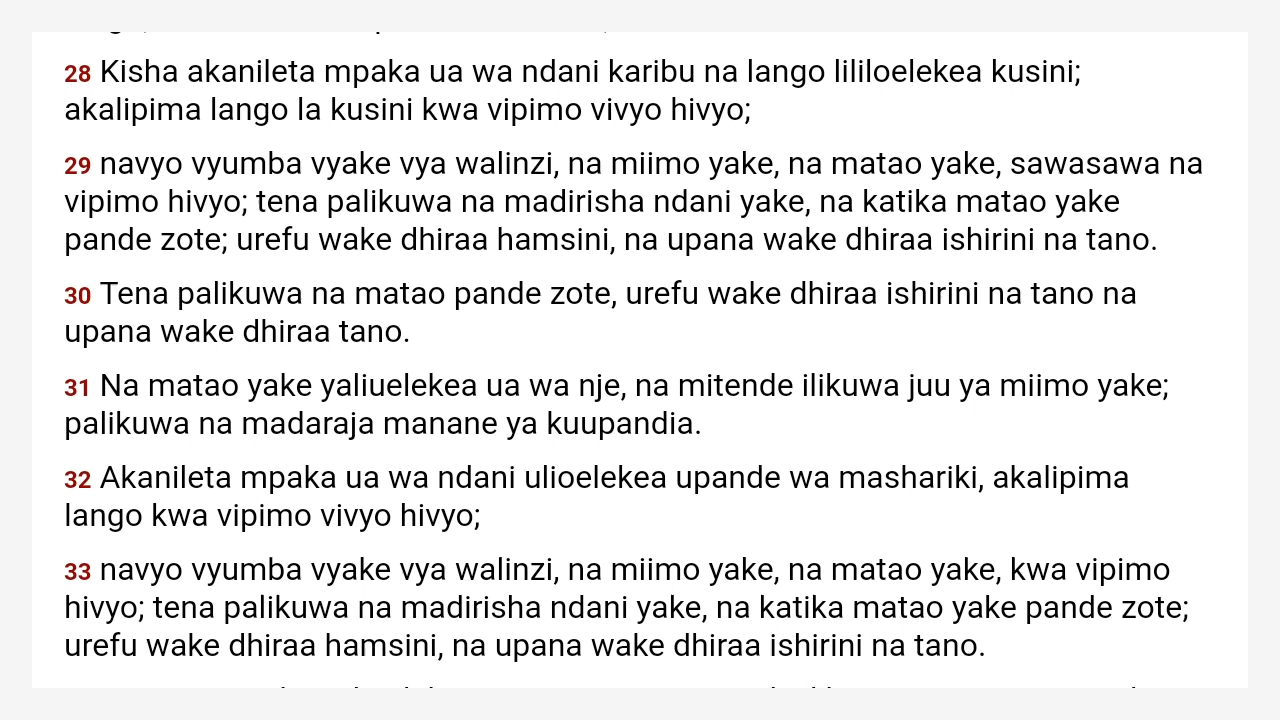 28 Kisha akanileta mpaka ua wa ndani karibu na lango lililoelekea kusini;
akalipima lango la kusini kwa vipimo vivyo hivyo;
29 navyo vyumba vyake vya walinzi, na miimo yake, na matao yake, sawasawa na
vipimo hivyo; tena palikuwa na madirisha ndani yake, na katika matao yake
pande zote; urefu wake dhiraa hamsini, na upana wake dhiraa ishirini na tano.
30 Tena palikuwa na matao pande zote, urefu wake dhiraa ishirini na tano na
upana wake dhiraa tano.
31 Na matao yake yaliuelekea ua wa nje, na mitende ilikuwa juu ya miimo yake;
palikuwa na madaraja manane ya kuupandia.
32 Akanileta mpaka ua wa ndani ulioelekea upande wa mashariki, akalipima
lango kwa vipimo vivyo hivyo;
33 navyo vyumba vyake vya walinzi, na miimo yake, na matao yake, kwa vipimo
hivyo; tena palikuwa na madirisha ndani yake, na katika matao yake pande zote;
urefu wake dhiraa hamsini, na upana wake dhiraa ishirini na tano.